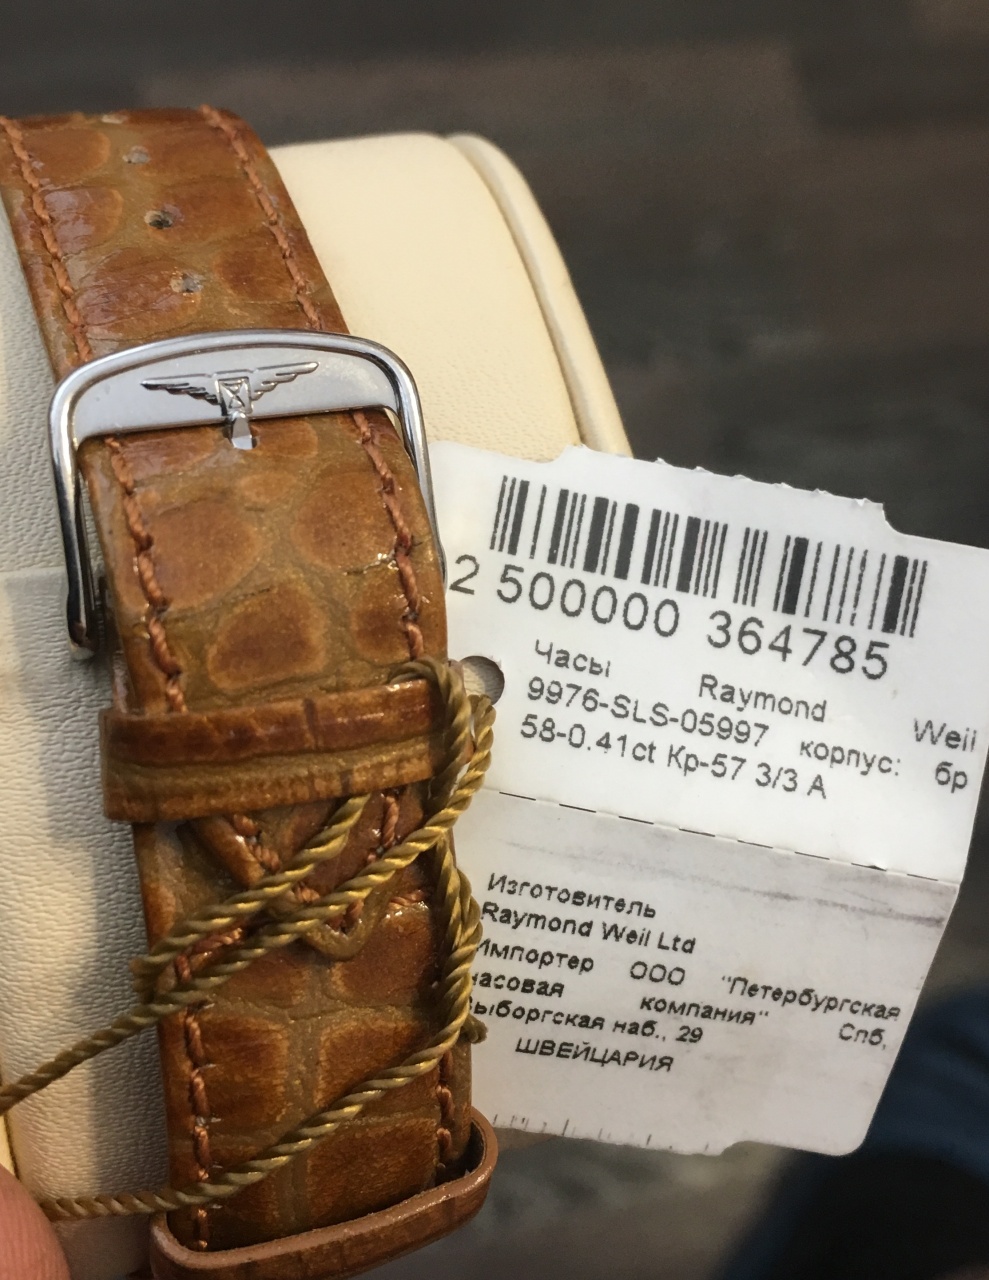 2 500000 364785
Часы Raymond Weil
9976-SLS-05997 корпус: бр
58-0.41ct Кр-57 3/3 А
Изготовитель
Raymond Weil Ltd
Импортер ООО "Петербургская
часовая компания" Спб,
Выборгская наб., 29
ШВЕЙЦАРИЯ